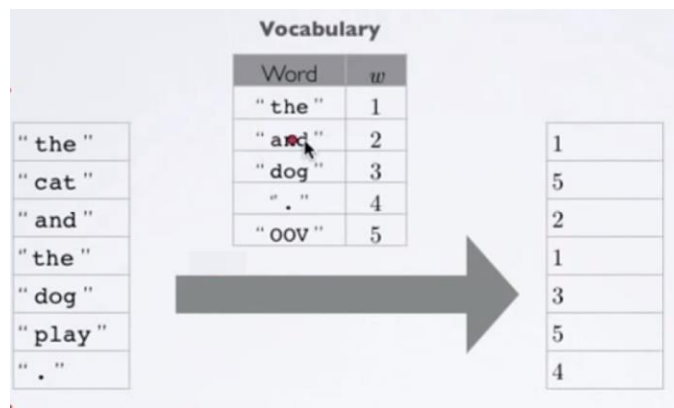 Vocabulary
Word w
"the" 1
"and" 2
"dog" 3
"." 4
"OOV" 5
"the"
"cat"
"and"
"the"
"dog"
"play"
"."
1
5
2
1
3
5
4